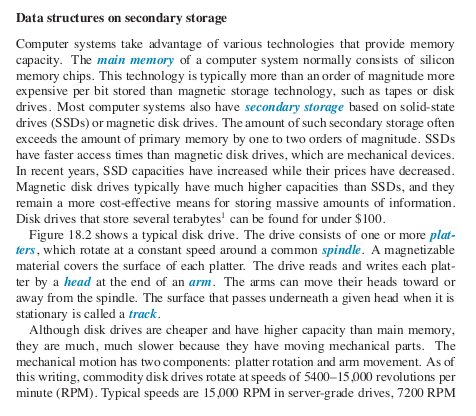 Data structures on secondary storage
Computer systems take advantage of various technologies that provide memory
capacity. The main memory of a computer system normally consists of silicon
memory chips. This technology is typically more than an order of magnitude more
expensive per bit stored than magnetic storage technology, such as tapes or disk
drives. Most computer systems also have secondary storage based on solid-state
drives (SSDs) or magnetic disk drives. The amount of such secondary storage often
exceeds the amount of primary memory by one to two orders of magnitude. SSDs
have faster access times than magnetic disk drives, which are mechanical devices.
In recent years, SSD capacities have increased while their prices have decreased.
Magnetic disk drives typically have much higher capacities than SSDs, and they
remain a more cost-effective means for storing massive amounts of information.
Disk drives that store several terabytes¹ can be found for under $100.
Figure 18.2 shows a typical disk drive. The drive consists of one or more plat-
ters, which rotate at a constant speed around a common spindle. A magnetizable
material covers the surface of each platter. The drive reads and writes each plat-
ter by a head at the end of an arm. The arms can move their heads toward or
away from the spindle. The surface that passes underneath a given head when it is
stationary is called a track.
Although disk drives are cheaper and have higher capacity than main memory,
they are much, much slower because they have moving mechanical parts. The
mechanical motion has two components: platter rotation and arm movement. As of
this writing, commodity disk drives rotate at speeds of 5400–15,000 revolutions per
minute (RPM). Typical speeds are 15,000 RPM in server-grade drives, 7200 RPM